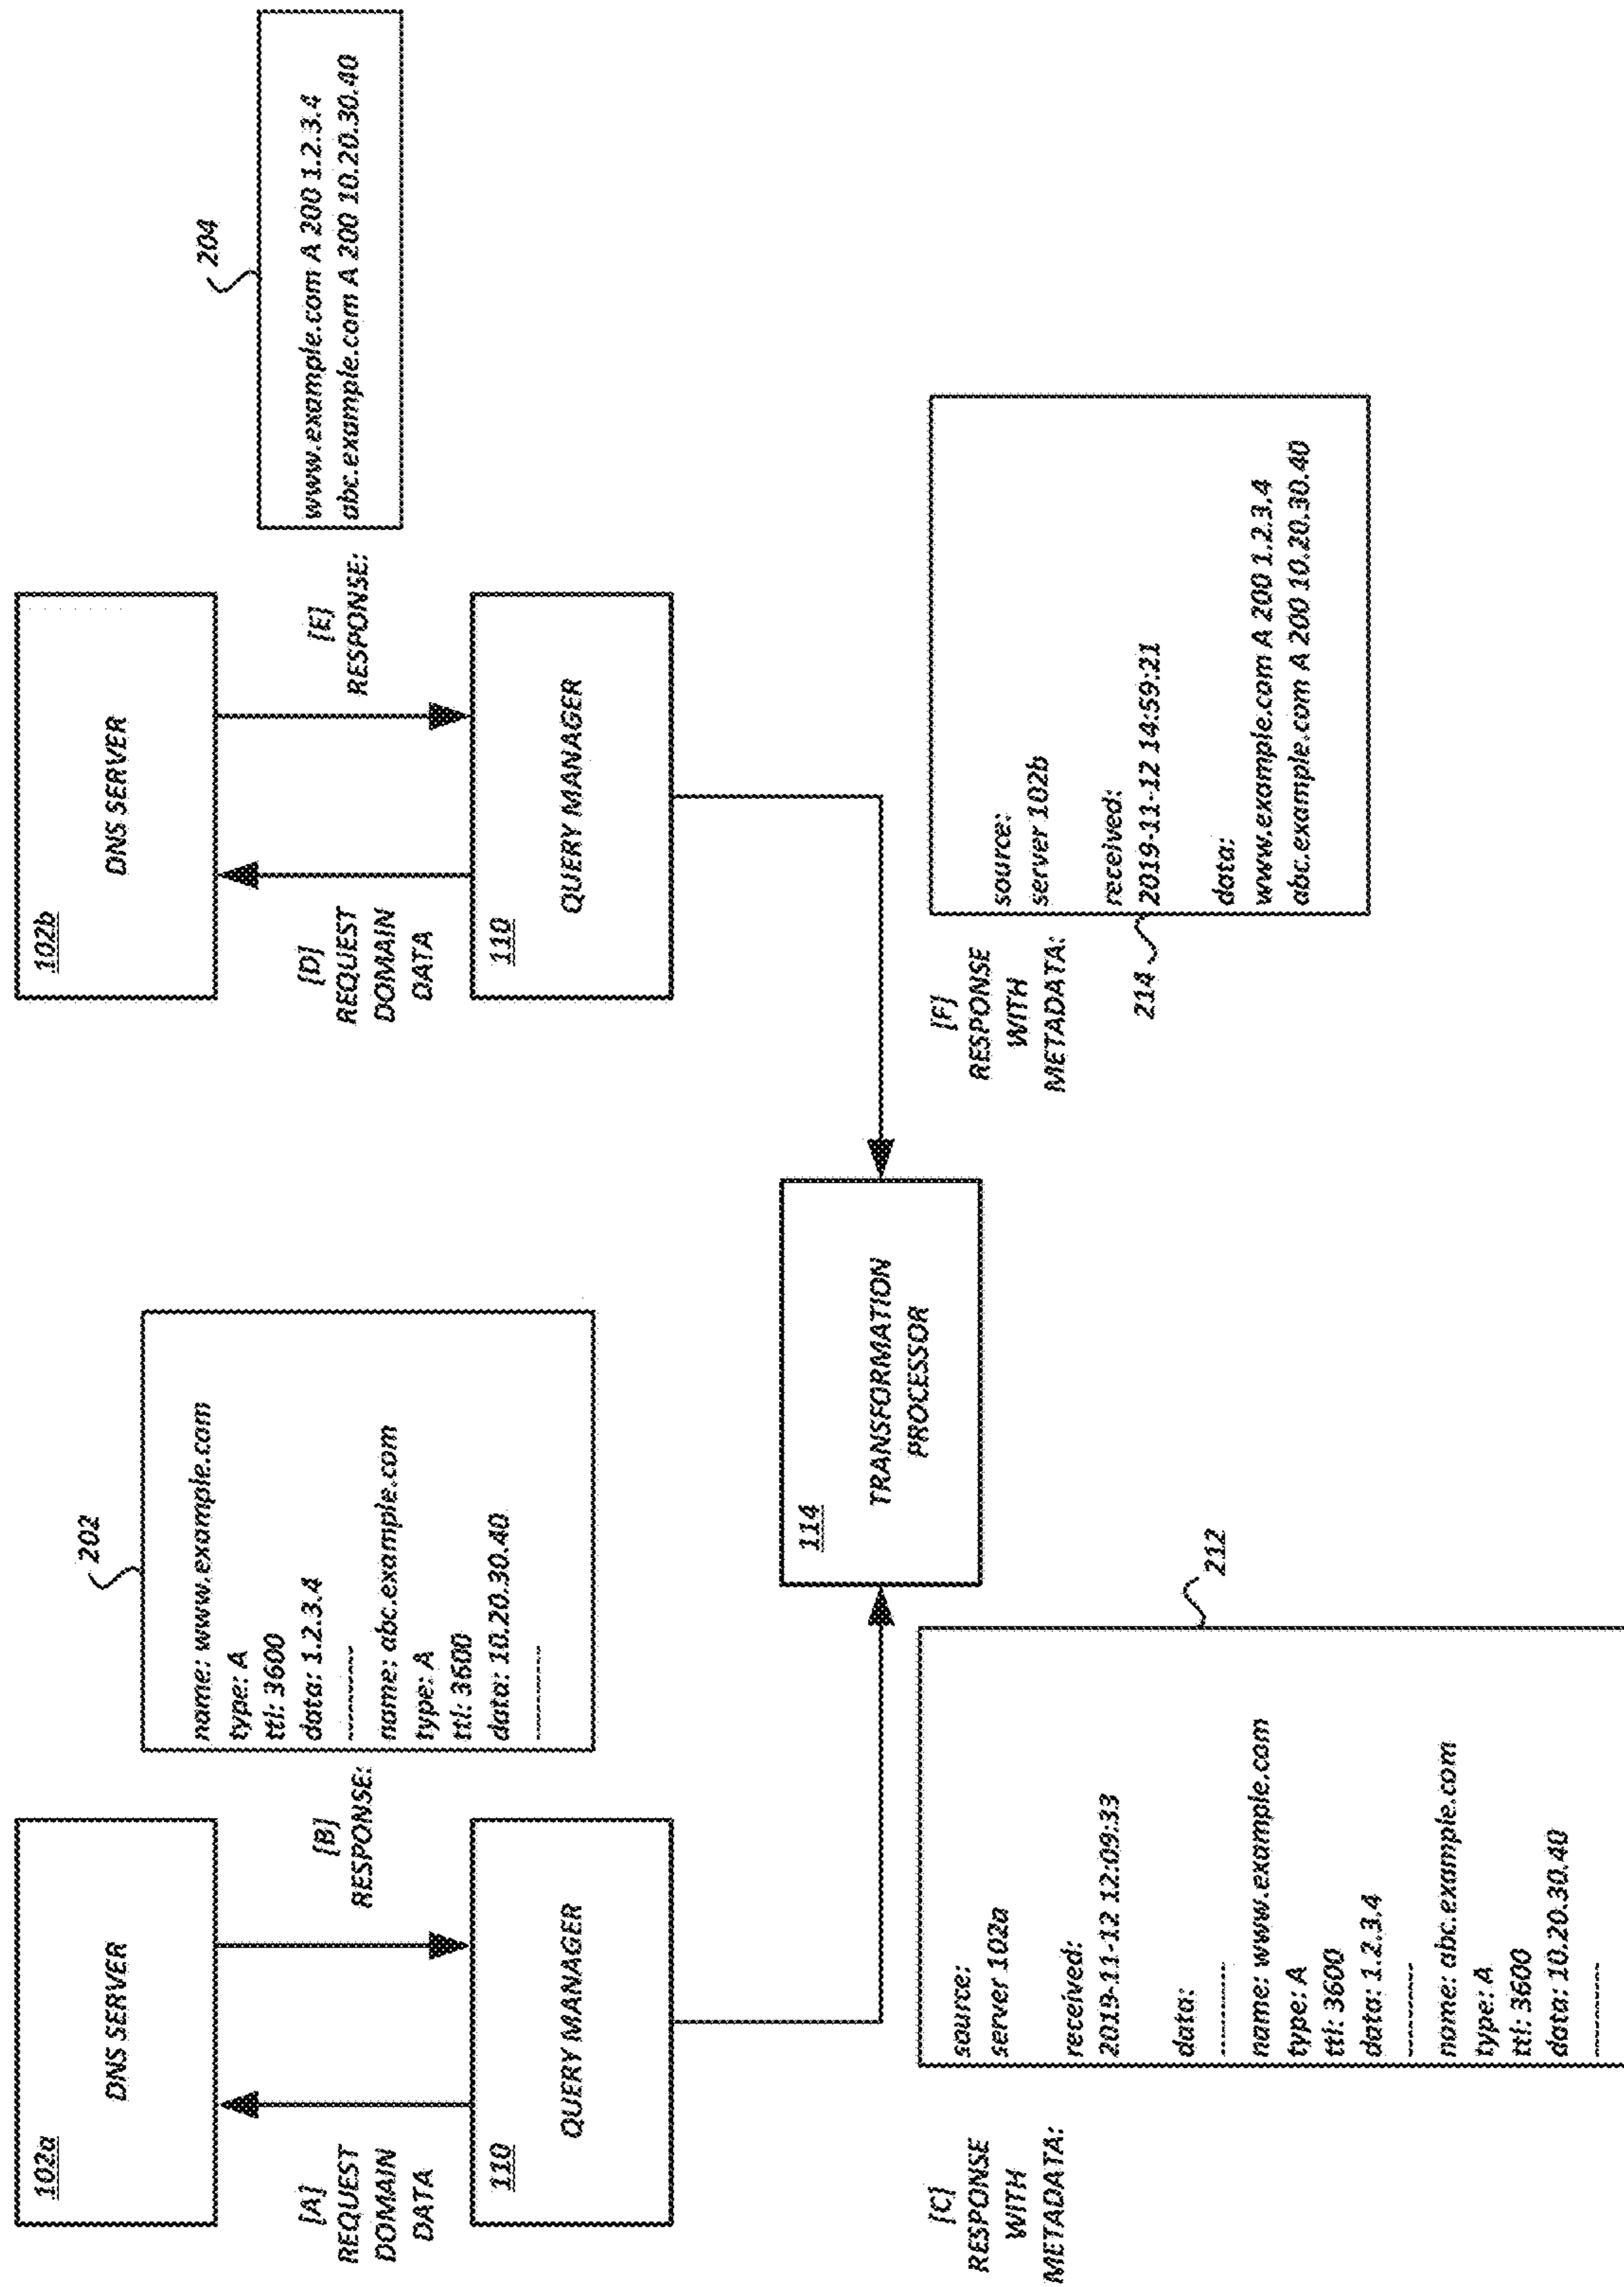 102a
DNS SERVER
[A]
REQUEST
DOMAIN
DATA
[B]
RESPONSE:
202
name: www.example.com
type: A
ttl: 3600
data: 1.2.3.4
----------
name: abc.example.com
type: A
ttl: 3600
data: 10.20.30.40
----------
110
QUERY MANAGER
102b
DNS SERVER
[D]
REQUEST
DOMAIN
DATA
[E]
RESPONSE:
204
www.example.com A 200 1.2.3.4
abc.example.com A 200 10.20.30.40
110
QUERY MANAGER
114
TRANSFORMATION
PROCESSOR
[C]
RESPONSE
WITH
METADATA:
212
source:
server 102a
received:
2019-11-12 12:09:33
data:
----------
name: www.example.com
type: A
ttl: 3600
data: 1.2.3.4
----------
name: abc.example.com
type: A
ttl: 3600
data: 10.20.30.40
----------
[F]
RESPONSE
WITH
METADATA:
214
source:
server 102b
received:
2019-11-12 14:59:21
data:
www.example.com A 200 1.2.3.4
abc.example.com A 200 10.20.30.40